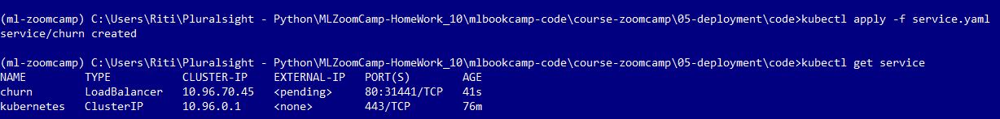 (ml-zoomcamp) C:\Users\Riti\Pluralsight - Python\MLZoomCamp-HomeWork_10\mlbookcamp-code\course-zoomcamp\05-deployment\code>kubectl apply -f service.yaml
service/churn created
(ml-zoomcamp) C:\Users\Riti\Pluralsight - Python\MLZoomCamp-HomeWork_10\mlbookcamp-code\course-zoomcamp\05-deployment\code>kubectl get service
NAME         TYPE           CLUSTER-IP    EXTERNAL-IP   PORT(S)        AGE
churn        LoadBalancer   10.96.70.45   <pending>     80:31441/TCP   41s
kubernetes   ClusterIP      10.96.0.1     <none>        443/TCP        76m